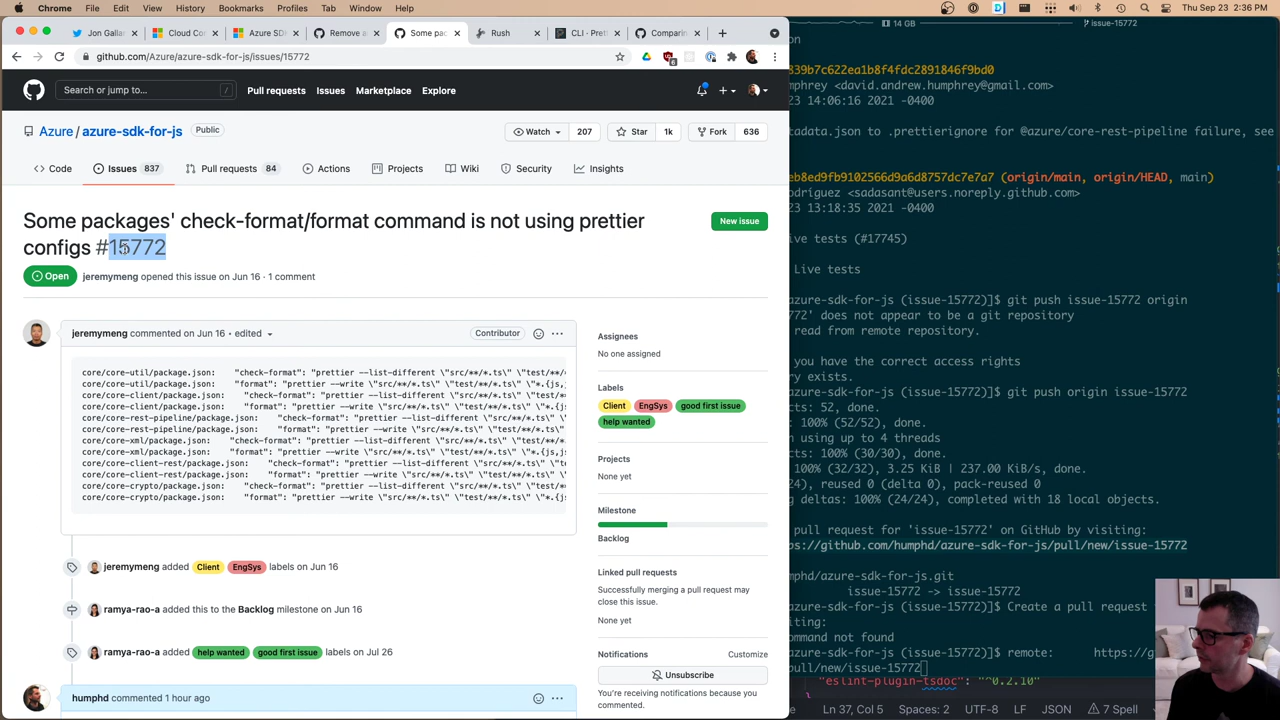 Chrome File Edit View History Bookmarks Profiles Tab Window Help
Thu Sep 23 2:36 PM
Jon Gallan
Cloud Con
Azure SDK
Remove a
Some pac
Rush
CLI · Pretti
Comparin
github.com/Azure/azure-sdk-for-js/issues/15772
Search or jump to... /
Pull requests Issues Marketplace Explore
Azure / azure-sdk-for-js Public
Watch 207 Star 1k Fork 636
Code Issues 837 Pull requests 84 Actions Projects Wiki Security Insights
Some packages' check-format/format command is not using prettier
configs #15772
New issue
Open jeremymeng opened this issue on Jun 16 · 1 comment
jeremymeng commented on Jun 16 • edited Contributor
core/core-util/package.json: "check-format": "prettier --list-different \"src/**/*.ts\" \"test/**/
core/core-util/package.json: "format": "prettier --write \"src/**/*.ts\" \"test/**/*.ts\" \"*.{js,
core/core-client/package.json: "check-format": "prettier --list-different \"src/**/*.ts\" \"test/*
core/core-client/package.json: "format": "prettier --write \"src/**/*.ts\" \"test/**/*.ts\" \"*.{j
core/core-rest-pipeline/package.json: "check-format": "prettier --list-different \"src/**/*.ts\"
core/core-rest-pipeline/package.json: "format": "prettier --write \"src/**/*.ts\" \"test/**/*.ts\"
core/core-xml/package.json: "check-format": "prettier --list-different \"src/**/*.ts\" \"test/**/*
core/core-xml/package.json: "format": "prettier --write \"src/**/*.ts\" \"test/**/*.ts\" \"*.{js,j
core/core-client-rest/package.json: "check-format": "prettier --list-different \"src/**/*.ts\" \"t
core/core-client-rest/package.json: "format": "prettier --write \"src/**/*.ts\" \"test/**/*.ts\" \
core/core-crypto/package.json: "check-format": "prettier --list-different \"src/**/*.ts\" \"test/*
core/core-crypto/package.json: "format": "prettier --write \"src/**/*.ts\" \"test/**/*.ts\" \"*.{js
jeremymeng added Client EngSys labels on Jun 16
ramya-rao-a added this to the Backlog milestone on Jun 16
ramya-rao-a added help wanted good first issue labels on Jul 26
humphd commented 1 hour ago
Assignees
No one assigned
Labels
Client EngSys good first issue
help wanted
Projects
None yet
Milestone
Backlog
Linked pull requests
Successfully merging a pull request may
close this issue.
None yet
Notifications Customize
Unsubscribe
You're receiving notifications because you
commented.
14 GB issue-15772
on
839b7c622ea1b8f4fdc2891846f9bd0
mphrey <david.andrew.humphrey@gmail.com>
23 14:06:16 2021 -0400
tadata.json to .prettierignore for @azure/core-rest-pipeline failure, see
eb8ed9fb9102566d9a6d8757dc7e7a7 (origin/main, origin/HEAD, main)
odriguez <sadasant@users.noreply.github.com>
23 13:18:35 2021 -0400
ive tests (#17745)
Live tests
azure-sdk-for-js (issue-15772)]$ git push issue-15772 origin
72' does not appear to be a git repository
read from remote repository.
you have the correct access rights
ry exists.
azure-sdk-for-js (issue-15772)]$ git push origin issue-15772
cts: 52, done.
100% (52/52), done.
n using up to 4 threads
100% (30/30), done.
100% (32/32), 3.25 KiB | 237.00 KiB/s, done.
24), reused 0 (delta 0), pack-reused 0
g deltas: 100% (24/24), completed with 18 local objects.
pull request for 'issue-15772' on GitHub by visiting:
ps://github.com/humphd/azure-sdk-for-js/pull/new/issue-15772
mphd/azure-sdk-for-js.git
issue-15772 -> issue-15772
azure-sdk-for-js (issue-15772)]$ Create a pull request
isiting:
ommand not found
azure-sdk-for-js (issue-15772)]$ remote: https://g
pull/new/issue-15772
"eslint-plugin-tsdoc": "^0.2.10"
Ln 37, Col 5 Spaces: 2 UTF-8 LF JSON 7 Spell